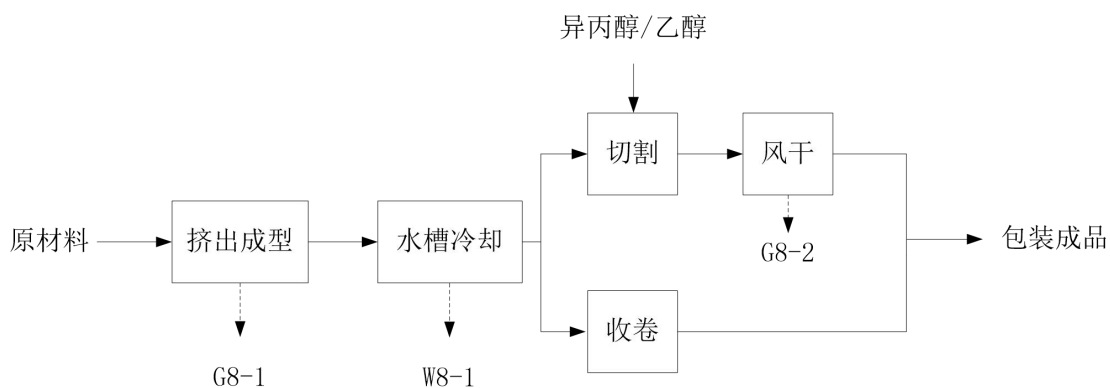 异丙醇/乙醇
切割
风干
原材料
挤出成型
水槽冷却
G8-2
包装成品
收卷
G8-1
W8-1